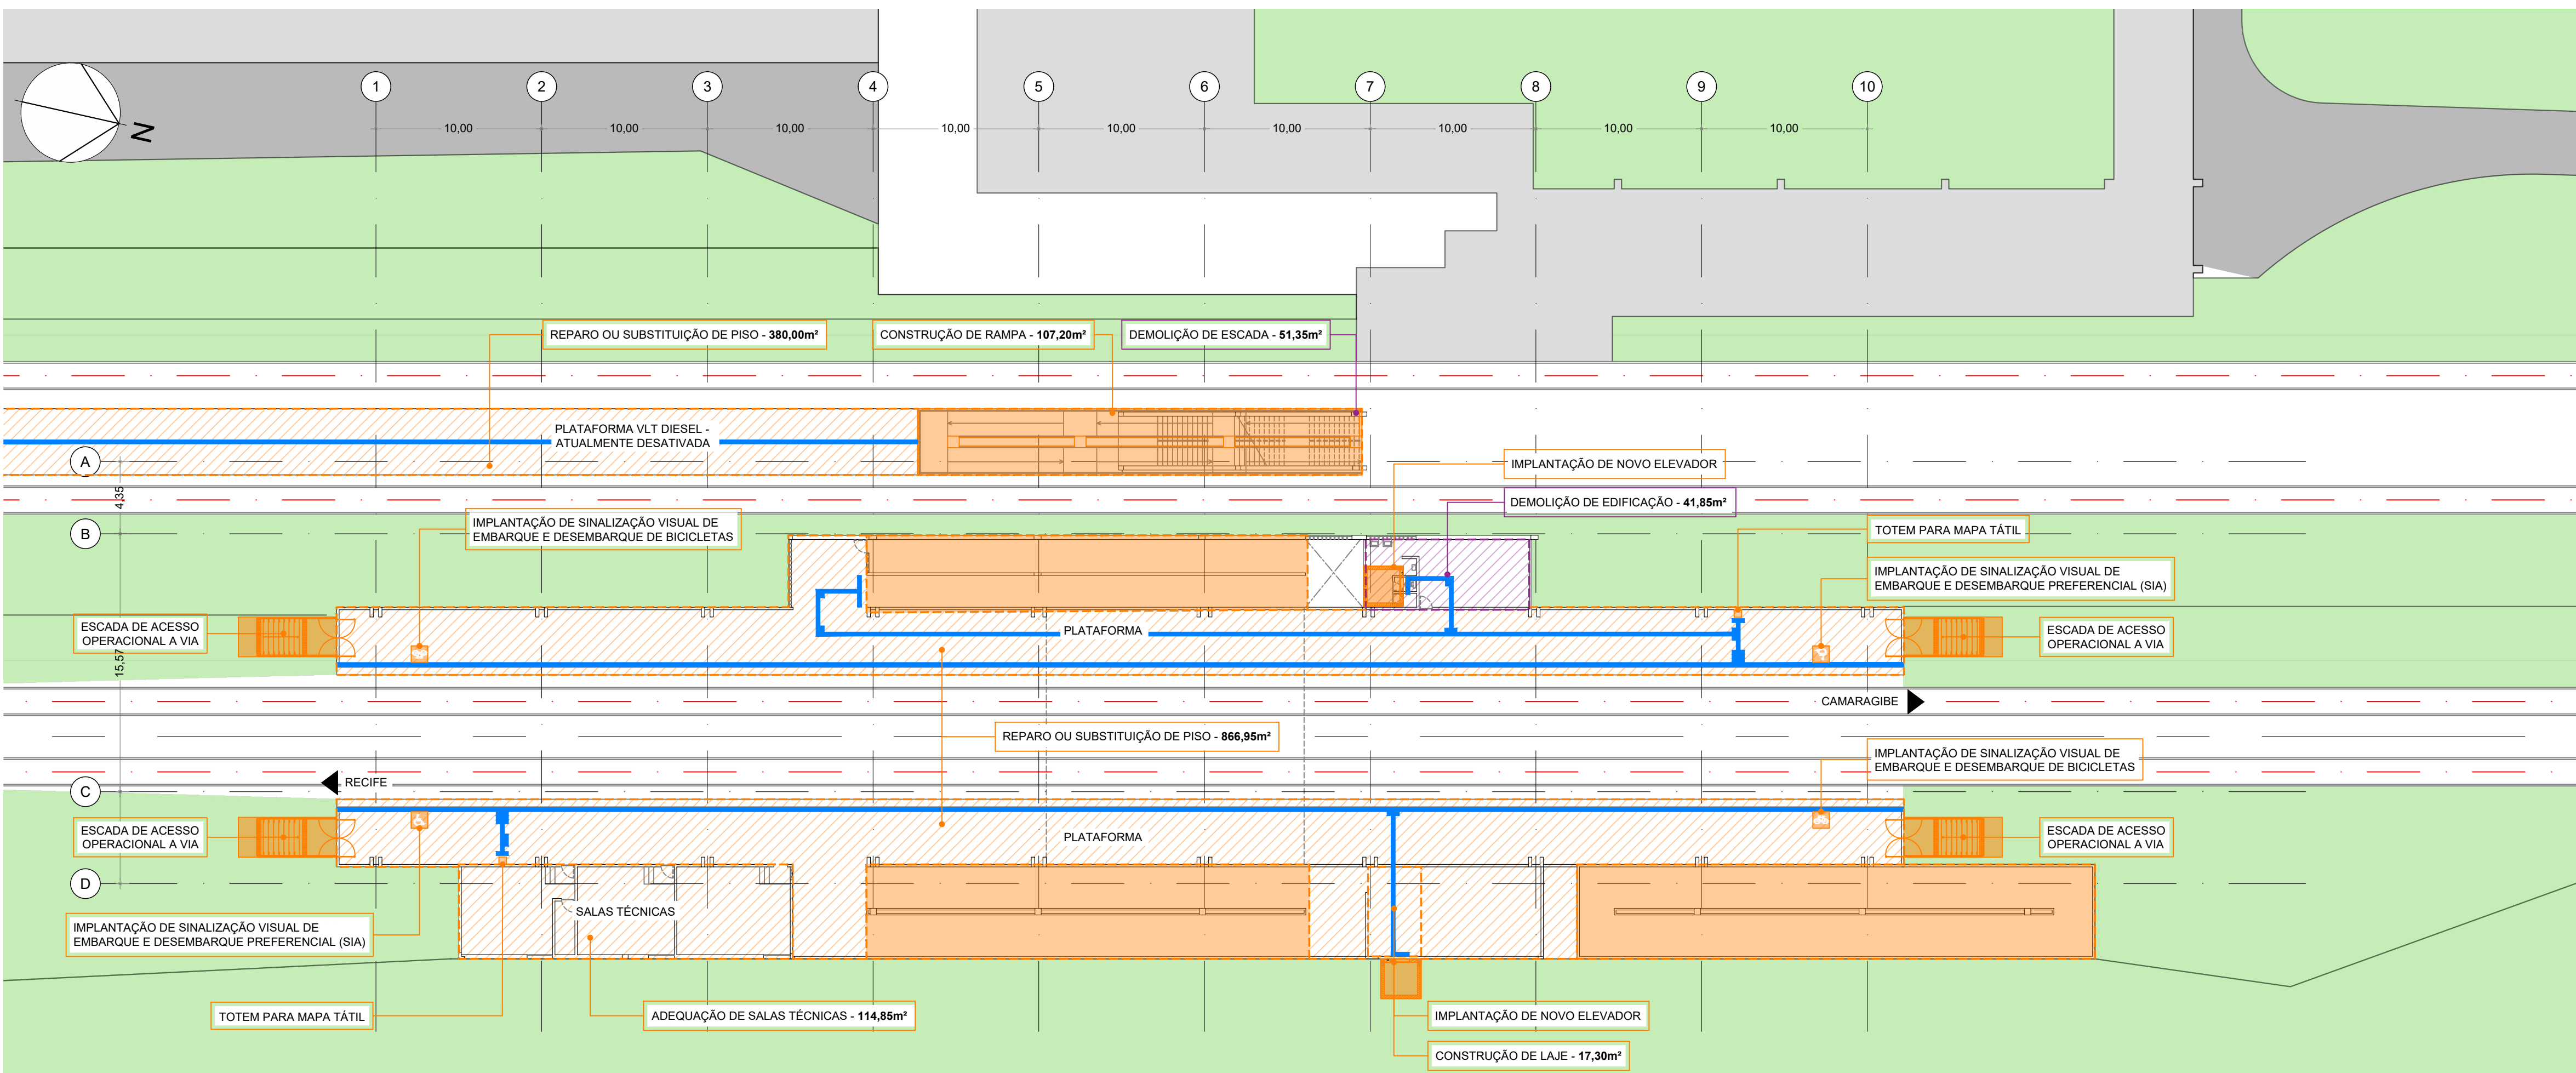 1
2
3
4
5
6
7
8
9
10
10,00
10,00
10,00
10,00
10,00
10,00
10,00
10,00
10,00
N
REPARO OU SUBSTITUIÇÃO DE PISO - 380,00m²
CONSTRUÇÃO DE RAMPA - 107,20m²
DEMOLIÇÃO DE ESCADA - 51,35m²
PLATAFORMA VLT DIESEL -
ATUALMENTE DESATIVADA
A
IMPLANTAÇÃO DE NOVO ELEVADOR
4,35
DEMOLIÇÃO DE EDIFICAÇÃO - 41,85m²
B
IMPLANTAÇÃO DE SINALIZAÇÃO VISUAL DE
EMBARQUE E DESEMBARQUE DE BICICLETAS
TOTEM PARA MAPA TÁTIL
IMPLANTAÇÃO DE SINALIZAÇÃO VISUAL DE
EMBARQUE E DESEMBARQUE PREFERENCIAL (SIA)
ESCADA DE ACESSO
OPERACIONAL A VIA
PLATAFORMA
ESCADA DE ACESSO
OPERACIONAL A VIA
15,57
CAMARAGIBE
REPARO OU SUBSTITUIÇÃO DE PISO - 866,95m²
IMPLANTAÇÃO DE SINALIZAÇÃO VISUAL DE
EMBARQUE E DESEMBARQUE DE BICICLETAS
RECIFE
C
ESCADA DE ACESSO
OPERACIONAL A VIA
PLATAFORMA
ESCADA DE ACESSO
OPERACIONAL A VIA
D
SALAS TÉCNICAS
IMPLANTAÇÃO DE SINALIZAÇÃO VISUAL DE
EMBARQUE E DESEMBARQUE PREFERENCIAL (SIA)
TOTEM PARA MAPA TÁTIL
ADEQUAÇÃO DE SALAS TÉCNICAS - 114,85m²
IMPLANTAÇÃO DE NOVO ELEVADOR
CONSTRUÇÃO DE LAJE - 17,30m²